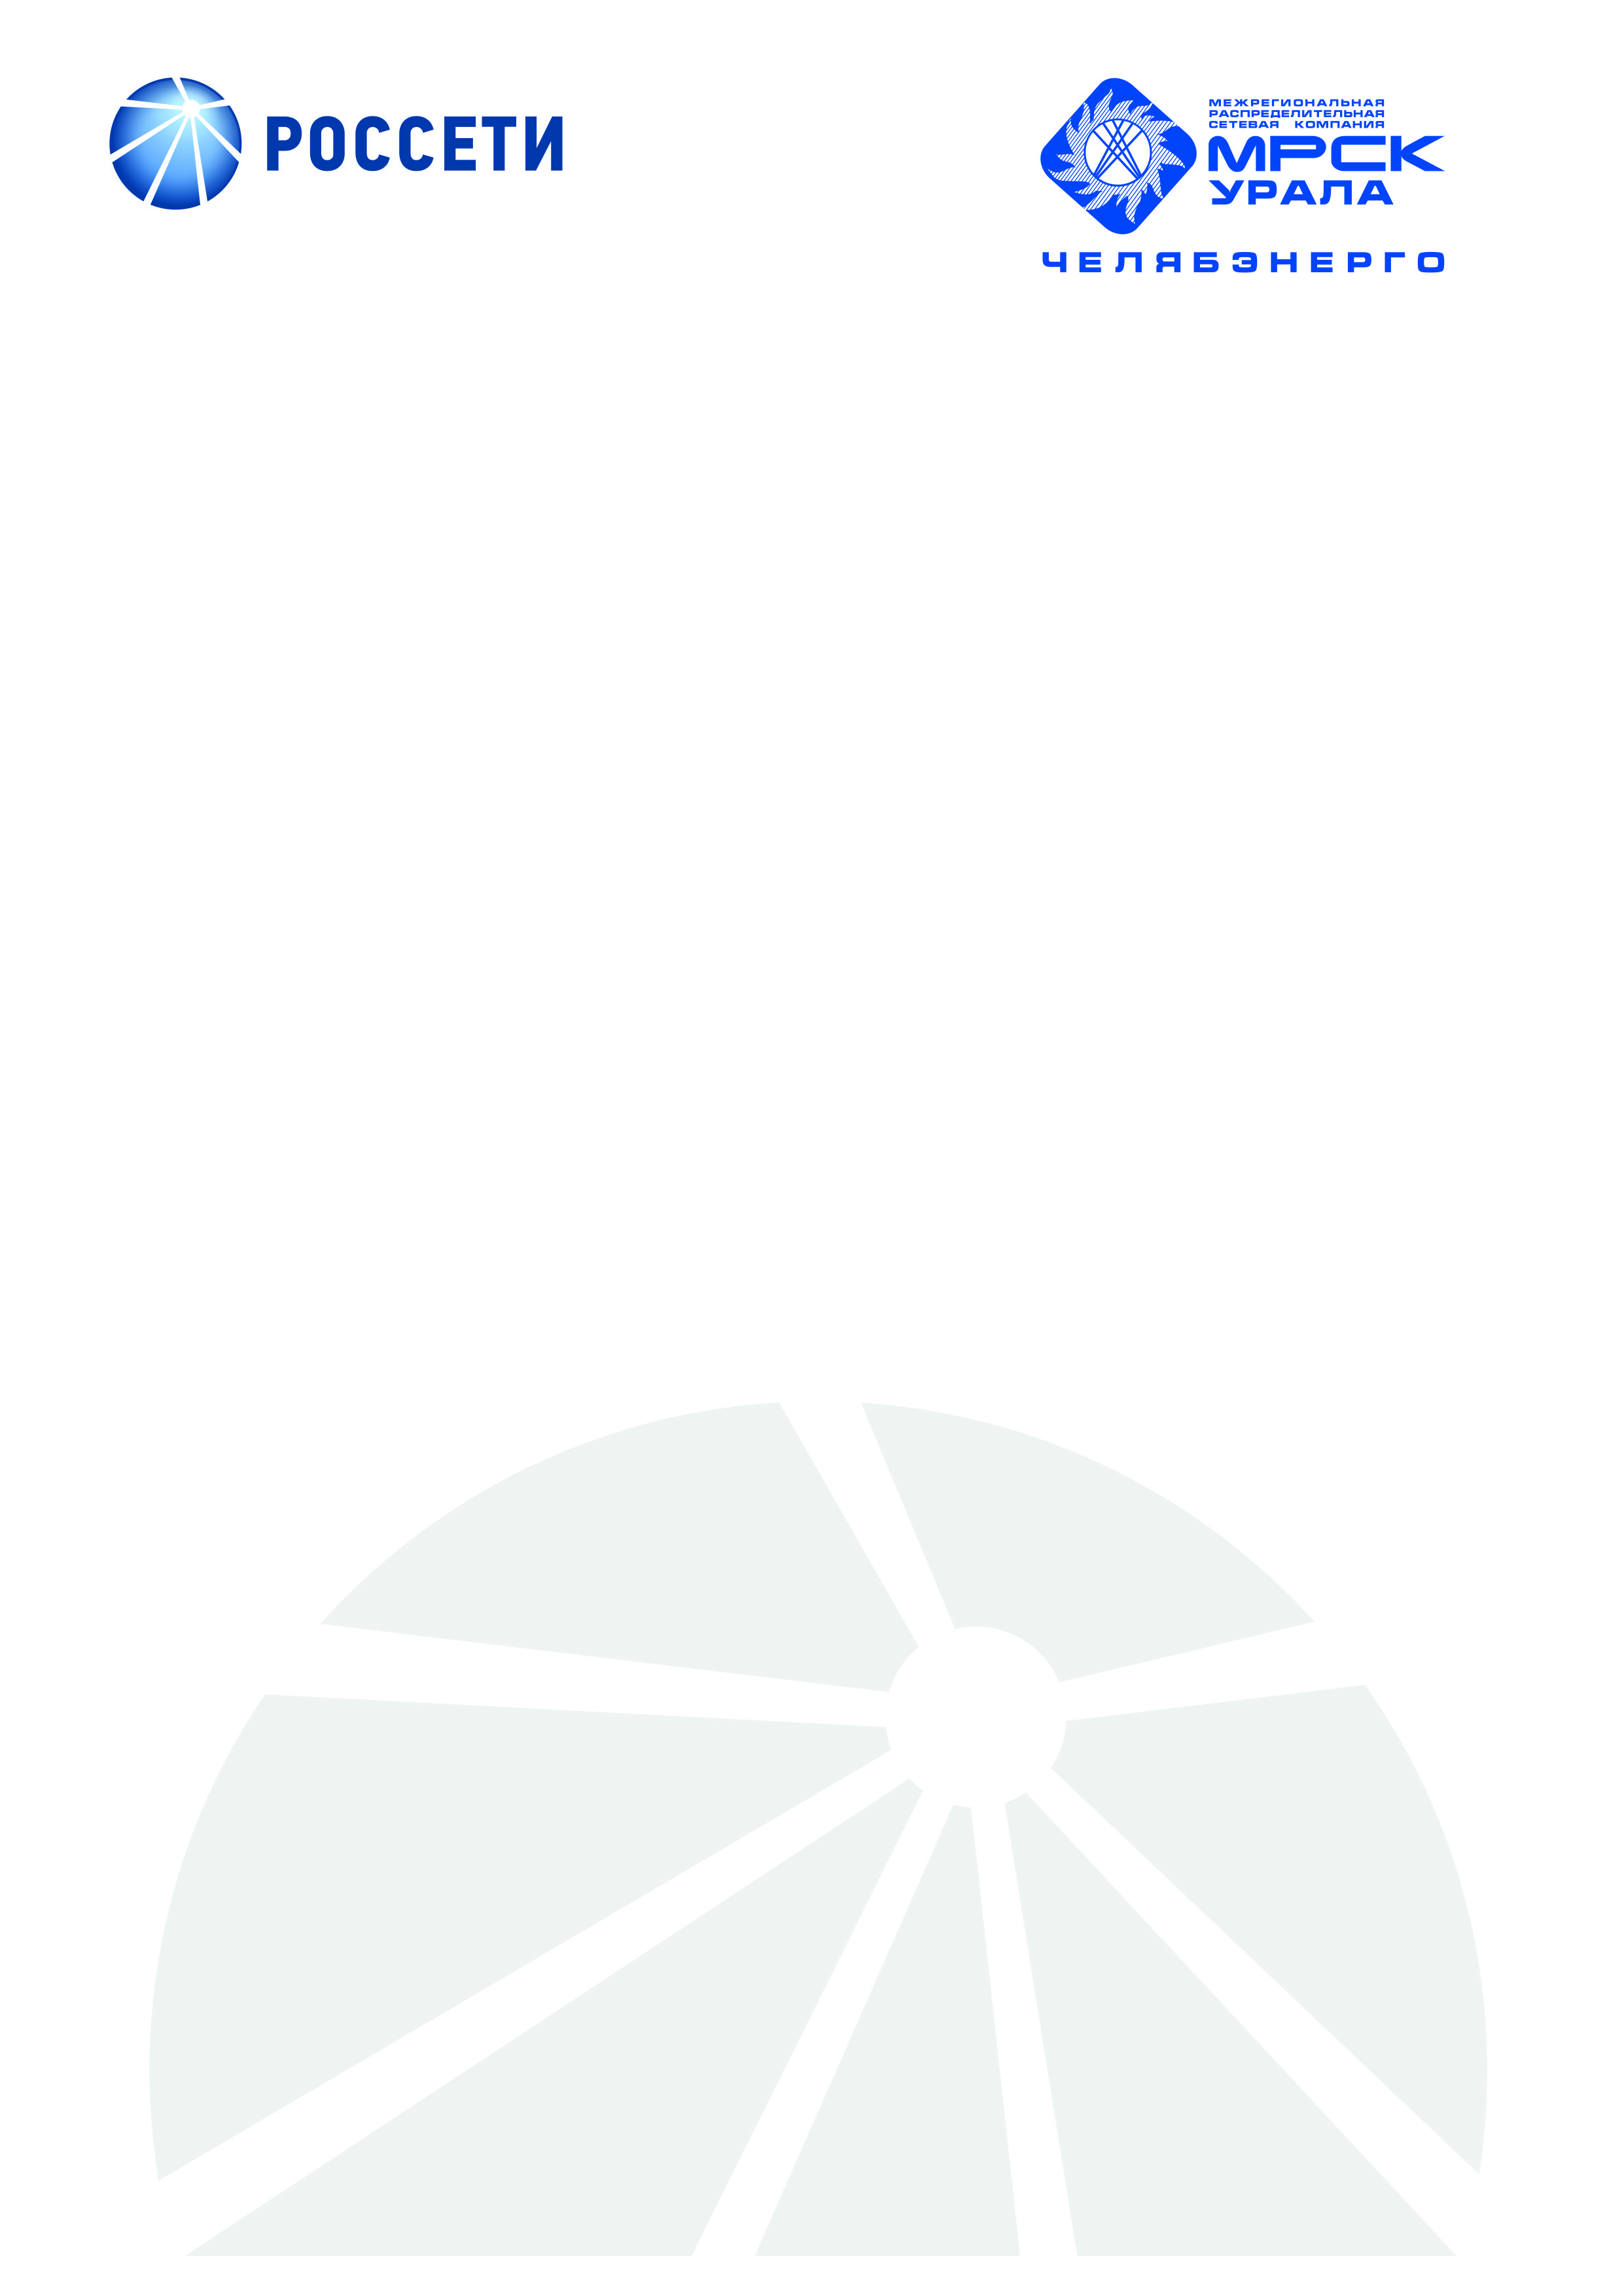 РОССЕТИ
МЕЖРЕГИОНАЛЬНАЯ
РАСПРЕДЕЛИТЕЛЬНАЯ
СЕТЕВАЯ КОМПАНИЯ
МРСК
УРАЛА
ЧЕЛЯБЭНЕРГО